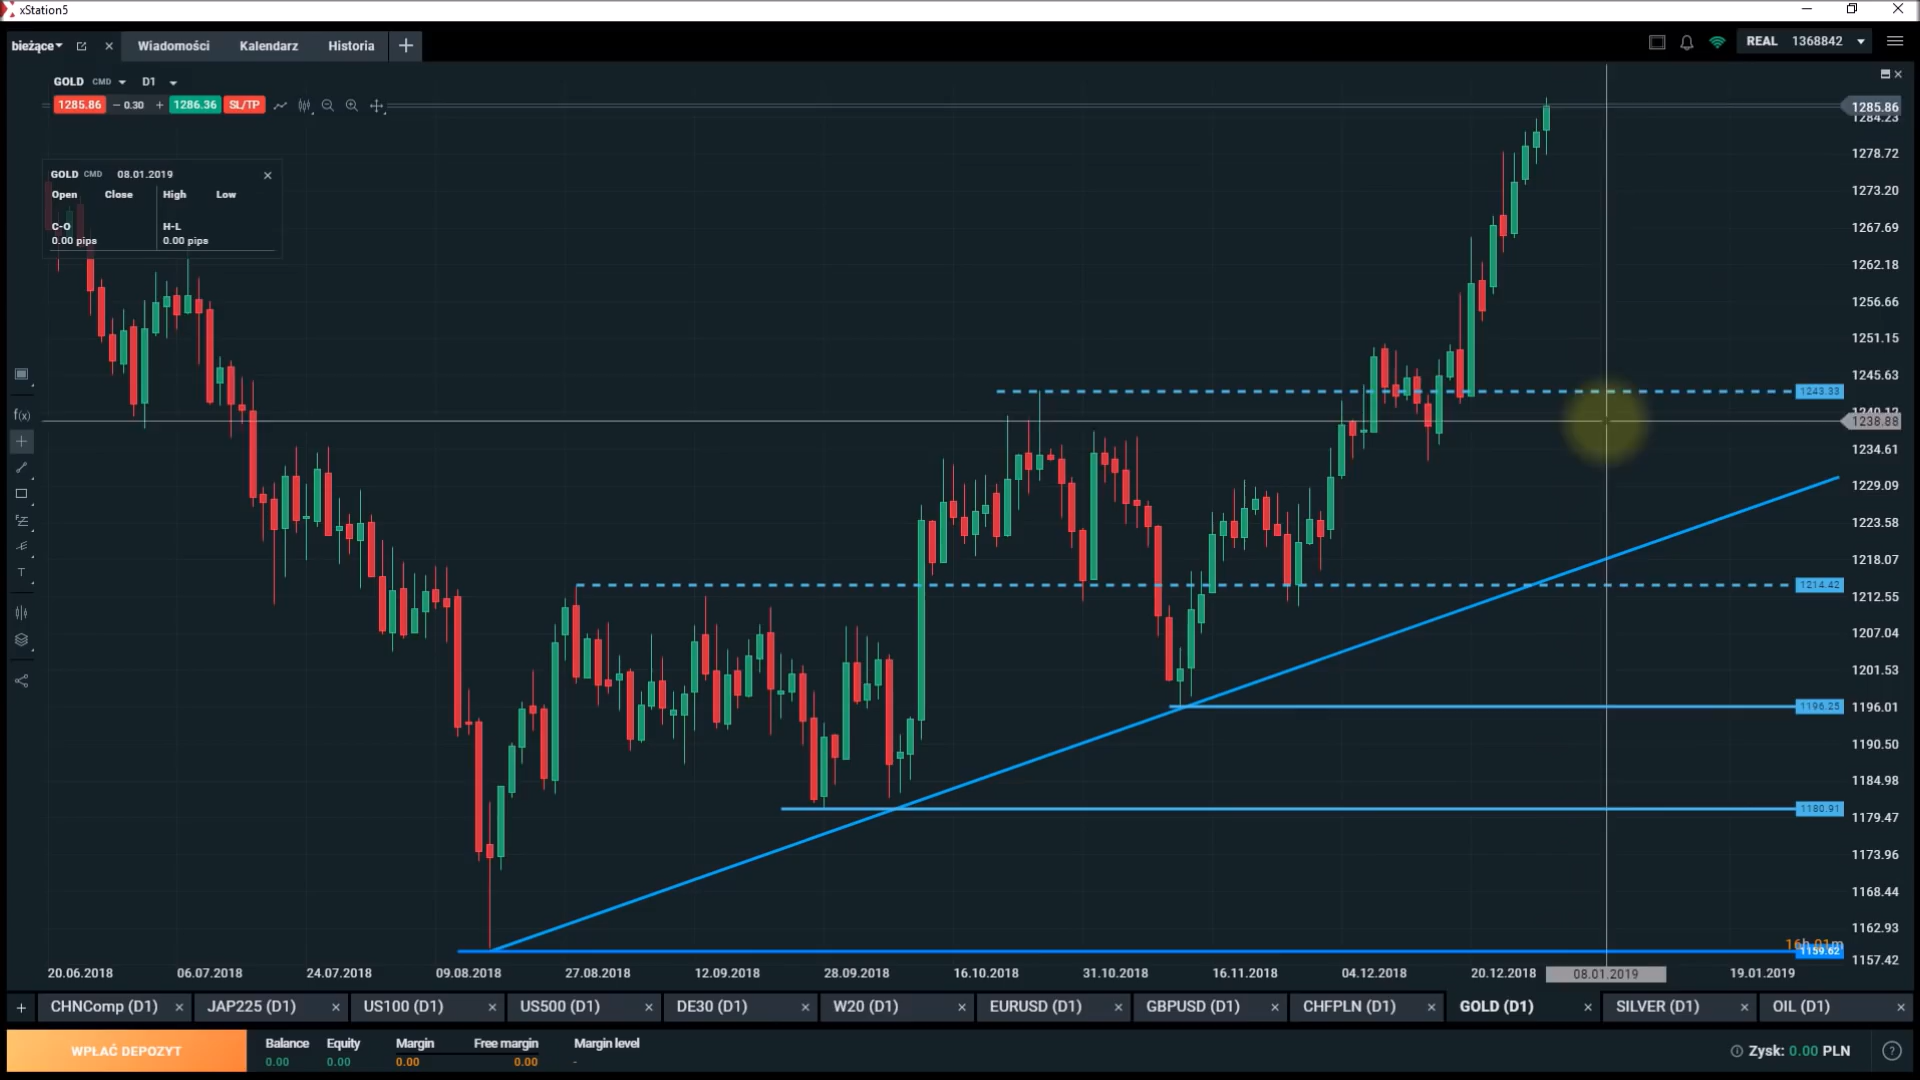 xStation5
bieżące
Wiadomości
Kalendarz
Historia
REAL 1368842
GOLD CMD D1
1285.86 − 0.30 + 1286.36 SL/TP
GOLD CMD 08.01.2019
Open Close High Low
C-O H-L
0.00 pips 0.00 pips
f(x)
T
1285.86
1284.23
1278.72
1273.20
1267.69
1262.18
1256.66
1251.15
1245.63
1243.33
1240.12
1238.88
1234.61
1229.09
1223.58
1218.07
1214.42
1212.55
1207.04
1201.53
1196.25
1196.01
1190.50
1184.98
1180.91
1179.47
1173.96
1168.44
1162.93
16h 01m
1159.62
1157.42
20.06.2018 06.07.2018 24.07.2018 09.08.2018 27.08.2018 12.09.2018 28.09.2018 16.10.2018 31.10.2018 16.11.2018 04.12.2018 20.12.2018 08.01.2019 19.01.2019
+ CHNComp (D1) JAP225 (D1) US100 (D1) US500 (D1) DE30 (D1) W20 (D1) EURUSD (D1) GBPUSD (D1) CHFPLN (D1) GOLD (D1) SILVER (D1) OIL (D1)
WPŁAĆ DEPOZYT
Balance Equity Margin Free margin Margin level
0.00 0.00 0.00 0.00 -
Zysk: 0.00 PLN